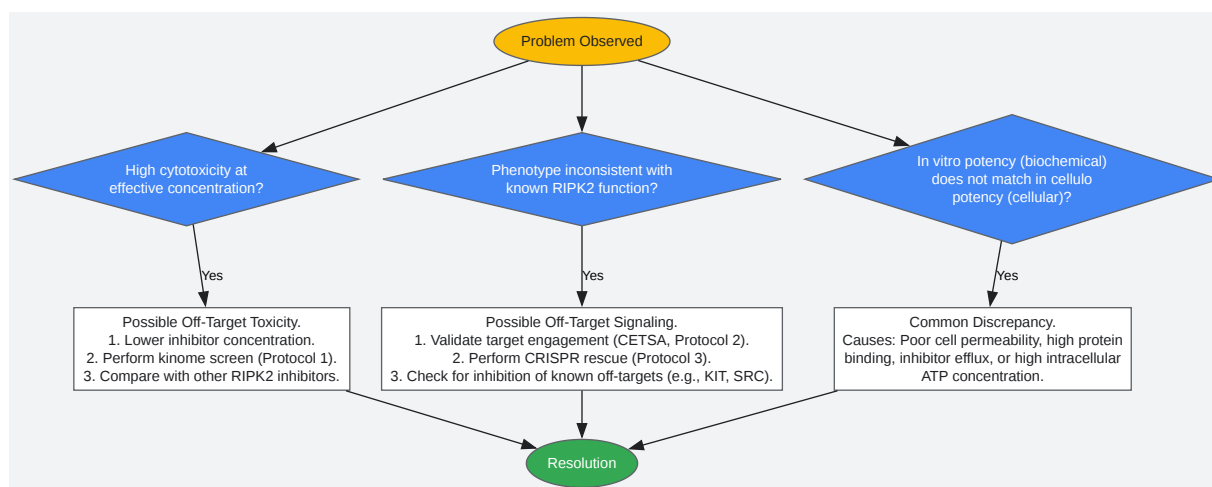 Problem Observed
High cytotoxicity at
effective concentration?
Phenotype inconsistent with
known RIPK2 function?
In vitro potency (biochemical)
does not match in cellulo
potency (cellular)?
Yes
Yes
Yes
Possible Off-Target Toxicity.
1. Lower inhibitor concentration.
2. Perform kinome screen (Protocol 1).
3. Compare with other RIPK2 inhibitors.
Possible Off-Target Signaling.
1. Validate target engagement (CETSA, Protocol 2).
2. Perform CRISPR rescue (Protocol 3).
3. Check for inhibition of known off-targets (e.g., KIT, SRC).
Common Discrepancy.
Causes: Poor cell permeability, high protein
binding, inhibitor efflux, or high intracellular
ATP concentration.
Resolution